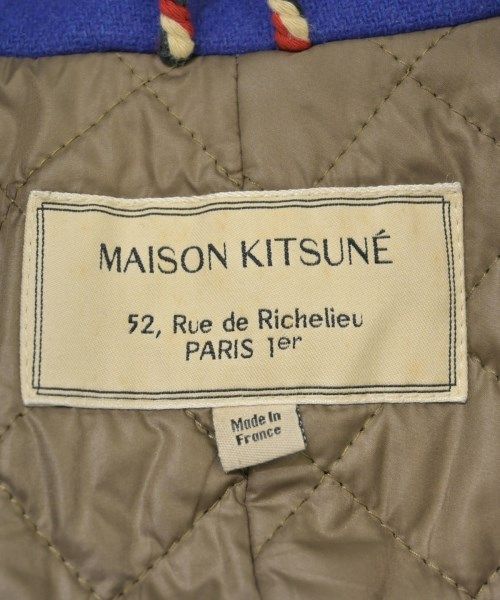 MAISON KITSUNÉ
52, Rue de Richelieu
PARIS 1er
Made In
France